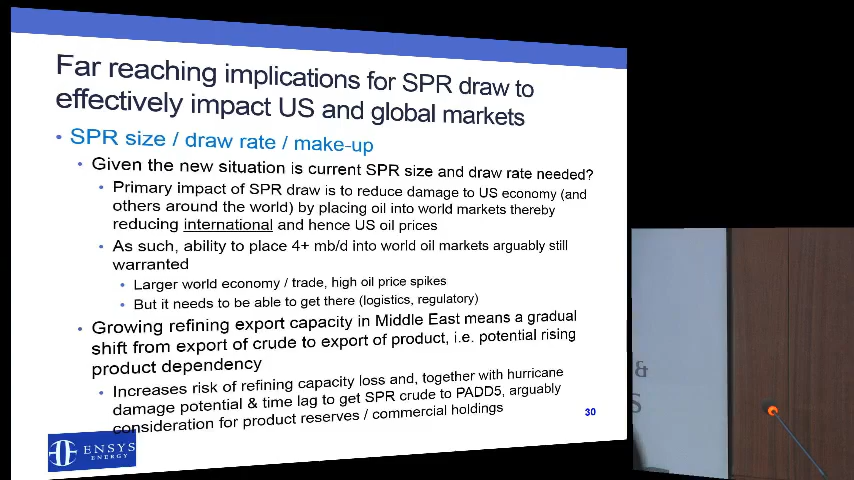 Far reaching implications for SPR draw to
effectively impact US and global markets
• SPR size / draw rate / make-up
• Given the new situation is current SPR size and draw rate needed?
• Primary impact of SPR draw is to reduce damage to US economy (and
others around the world) by placing oil into world markets thereby
reducing international and hence US oil prices
• As such, ability to place 4+ mb/d into world oil markets arguably still
warranted
• Larger world economy / trade, high oil price spikes
• But it needs to be able to get there (logistics, regulatory)
• Growing refining export capacity in Middle East means a gradual
shift from export of crude to export of product, i.e. potential rising
product dependency
• Increases risk of refining capacity loss and, together with hurricane
damage potential & time lag to get SPR crude to PADD5, arguably
consideration for product reserves / commercial holdings
30
ENSYS
ENERGY
&
S